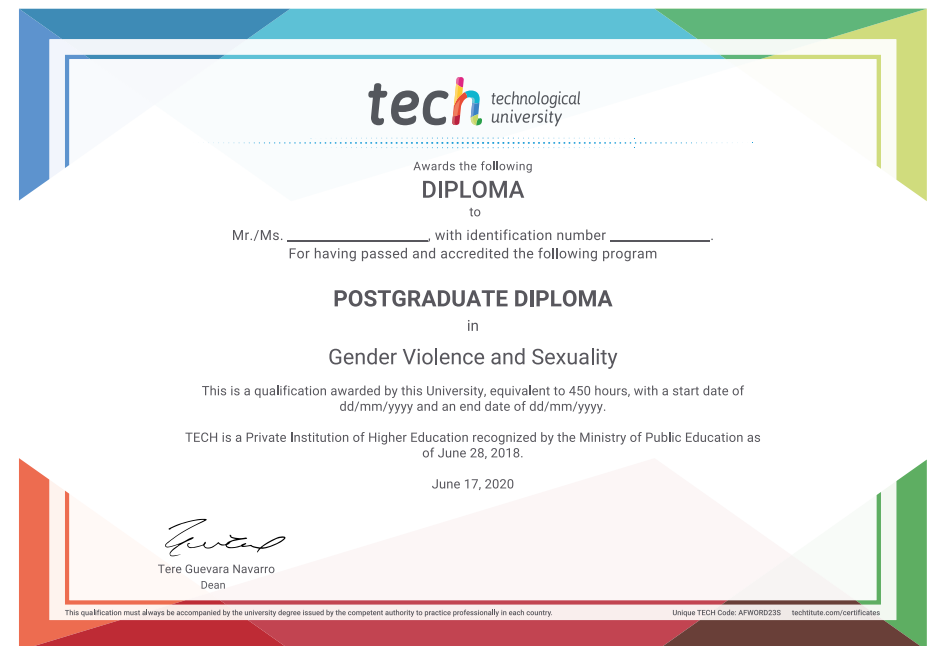 tech technological
university
Awards the following
DIPLOMA
to
Mr./Ms. ____________________, with identification number ______________.
For having passed and accredited the following program
POSTGRADUATE DIPLOMA
in
Gender Violence and Sexuality
This is a qualification awarded by this University, equivalent to 450 hours, with a start date of
dd/mm/yyyy and an end date of dd/mm/yyyy.
TECH is a Private Institution of Higher Education recognized by the Ministry of Public Education as
of June 28, 2018.
June 17, 2020
Tere Guevara Navarro
Dean
This qualification must always be accompanied by the university degree issued by the competent authority to practice professionally in each country.
Unique TECH Code: AFWORD23S techtitute.com/certificates